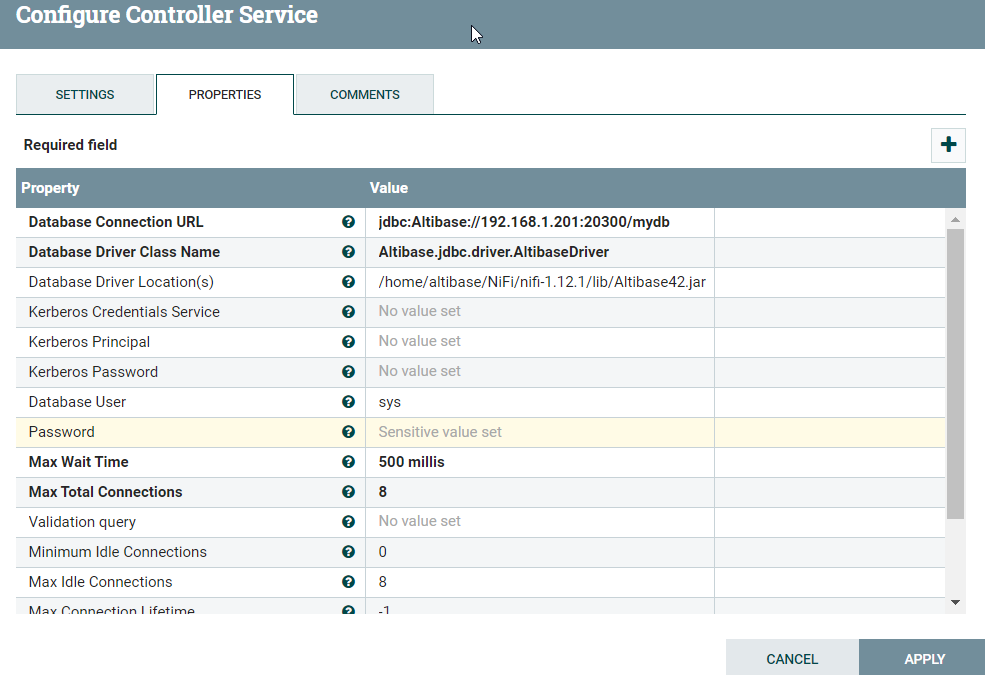 Configure Controller Service
SETTINGS PROPERTIES COMMENTS
Required field
Property Value
Database Connection URL jdbc:Altibase://192.168.1.201:20300/mydb
Database Driver Class Name Altibase.jdbc.driver.AltibaseDriver
Database Driver Location(s) /home/altibase/NiFi/nifi-1.12.1/lib/Altibase42.jar
Kerberos Credentials Service No value set
Kerberos Principal No value set
Kerberos Password No value set
Database User sys
Password Sensitive value set
Max Wait Time 500 millis
Max Total Connections 8
Validation query No value set
Minimum Idle Connections 0
Max Idle Connections 8
Max Connection Lifetime -1
CANCEL APPLY